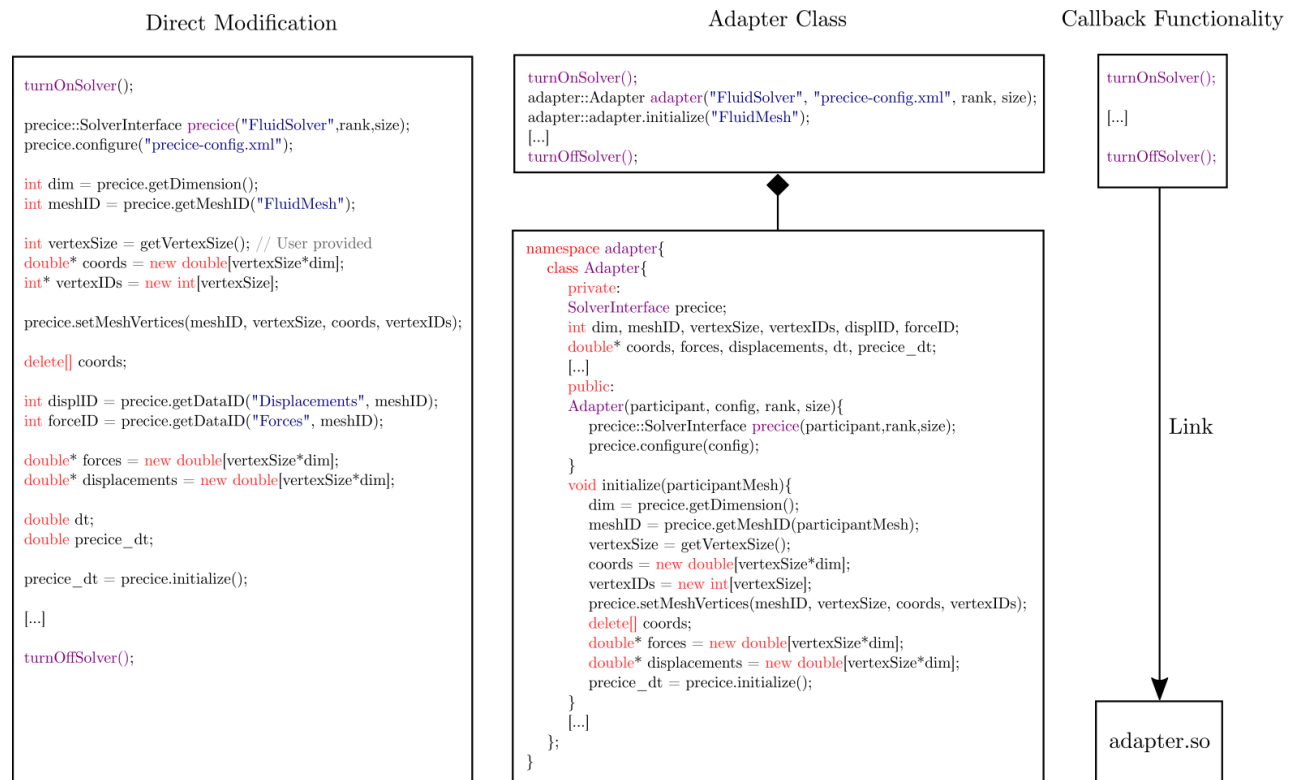 Direct Modification
turnOnSolver();
precice::SolverInterface precice("FluidSolver",rank,size);
precice.configure("precice-config.xml");
int dim = precice.getDimension();
int meshID = precice.getMeshID("FluidMesh");
int vertexSize = getVertexSize(); // User provided
double* coords = new double[vertexSize*dim];
int* vertexIDs = new int[vertexSize];
precice.setMeshVertices(meshID, vertexSize, coords, vertexIDs);
delete[] coords;
int displID = precice.getDataID("Displacements", meshID);
int forceID = precice.getDataID("Forces", meshID);
double* forces = new double[vertexSize*dim];
double* displacements = new double[vertexSize*dim];
double dt;
double precice_dt;
precice_dt = precice.initialize();
[...]
turnOffSolver();
Adapter Class
turnOnSolver();
adapter::Adapter adapter("FluidSolver", "precice-config.xml", rank, size);
adapter::adapter.initialize("FluidMesh");
[...]
turnOffSolver();
namespace adapter{
class Adapter{
private:
SolverInterface precice;
int dim, meshID, vertexSize, vertexIDs, displID, forceID;
double* coords, forces, displacements, dt, precice_dt;
[...]
public:
Adapter(participant, config, rank, size){
precice::SolverInterface precice(participant,rank,size);
precice.configure(config);
}
void initialize(participantMesh){
dim = precice.getDimension();
meshID = precice.getMeshID(participantMesh);
vertexSize = getVertexSize();
coords = new double[vertexSize*dim];
vertexIDs = new int[vertexSize];
precice.setMeshVertices(meshID, vertexSize, coords, vertexIDs);
delete[] coords;
double* forces = new double[vertexSize*dim];
double* displacements = new double[vertexSize*dim];
precice_dt = precice.initialize();
}
[...]
};
}
Callback Functionality
turnOnSolver();
[...]
turnOffSolver();
Link
adapter.so